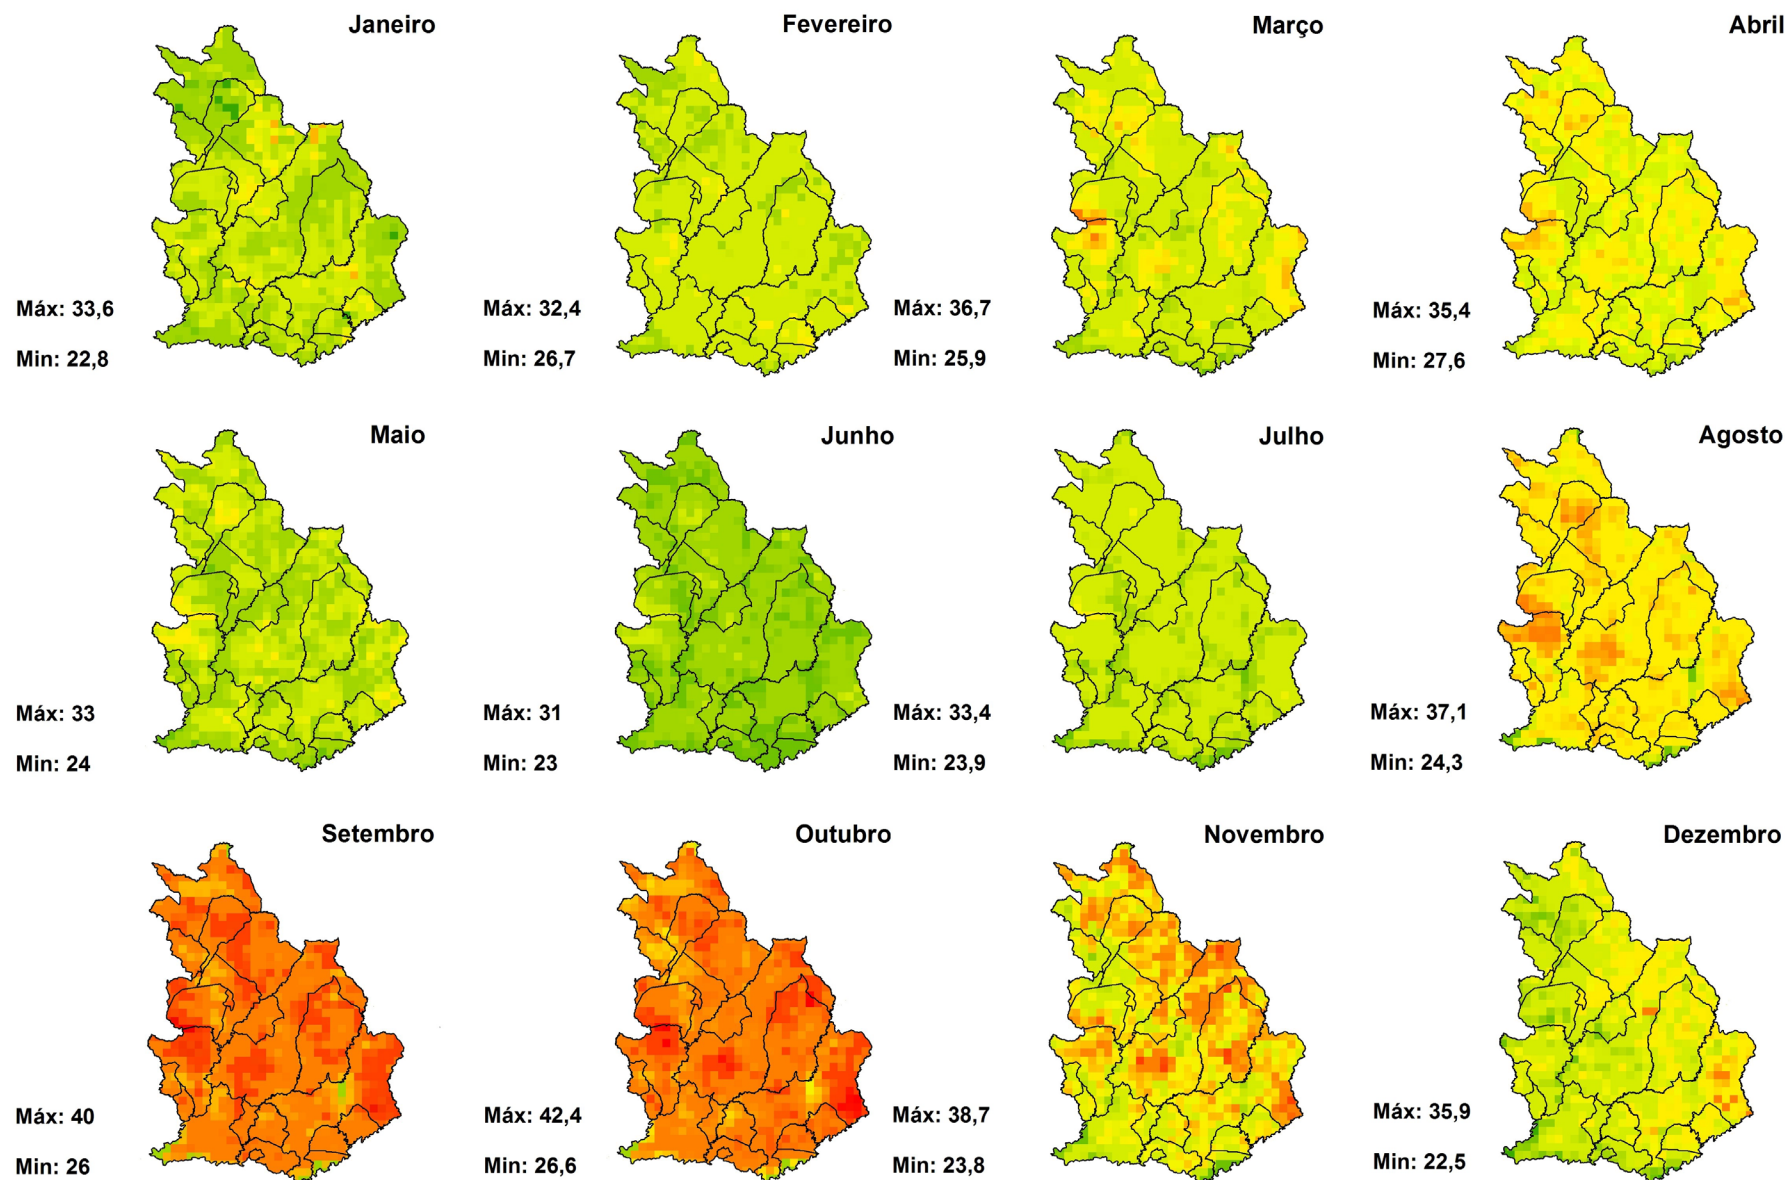 Janeiro
Máx: 33,6
Min: 22,8
Fevereiro
Máx: 32,4
Min: 26,7
Março
Máx: 36,7
Min: 25,9
Abril
Máx: 35,4
Min: 27,6
Maio
Máx: 33
Min: 24
Junho
Máx: 31
Min: 23
Julho
Máx: 33,4
Min: 23,9
Agosto
Máx: 37,1
Min: 24,3
Setembro
Máx: 40
Min: 26
Outubro
Máx: 42,4
Min: 26,6
Novembro
Máx: 38,7
Min: 23,8
Dezembro
Máx: 35,9
Min: 22,5